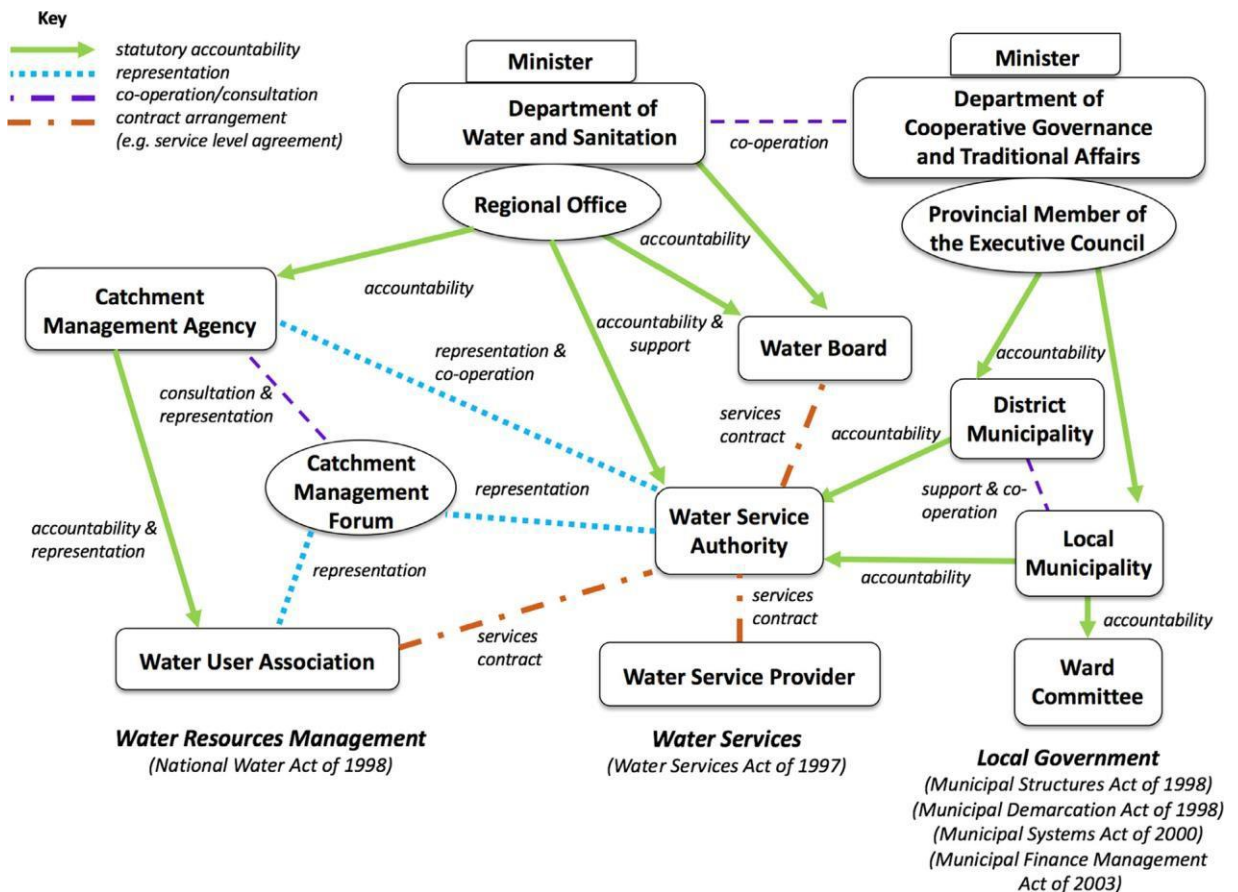 Key
statutory accountability
representation
co-operation/consultation
contract arrangement
(e.g. service level agreement)
Minister
Department of
Water and Sanitation
Regional Office
co-operation
Minister
Department of
Cooperative Governance
and Traditional Affairs
Provincial Member of
the Executive Council
accountability
accountability
Catchment
Management Agency
accountability &
support
Water Board
representation &
co-operation
accountability
consultation &
representation
services
contract
District
Municipality
accountability
Catchment
Management
Forum
representation
support & co-
operation
Water Service
Authority
Local
Municipality
accountability &
representation
representation
accountability
services
contract
accountability
services
contract
Water User Association
Water Service Provider
Ward
Committee
Water Resources Management
(National Water Act of 1998)
Water Services
(Water Services Act of 1997)
Local Government
(Municipal Structures Act of 1998)
(Municipal Demarcation Act of 1998)
(Municipal Systems Act of 2000)
(Municipal Finance Management
Act of 2003)